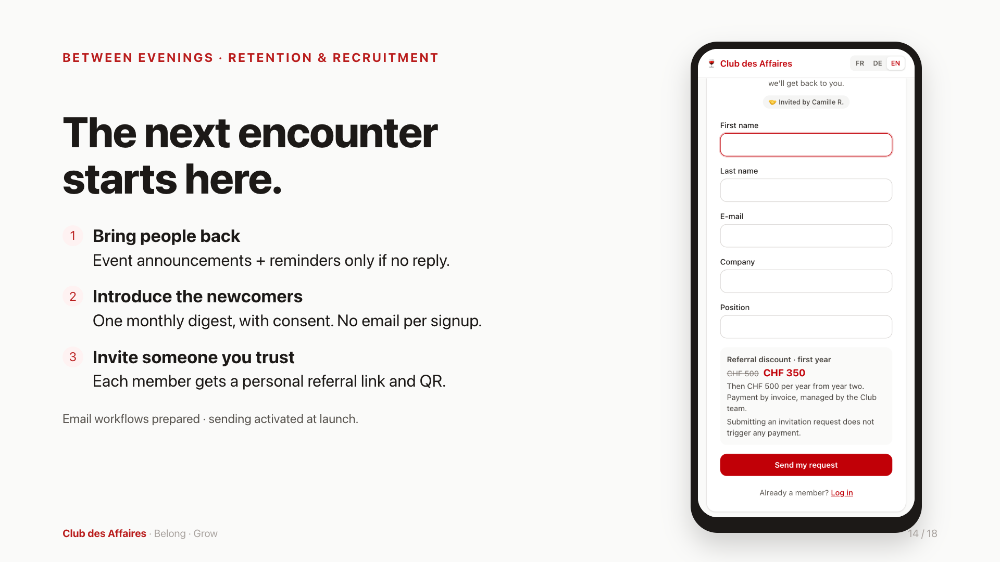 BETWEEN EVENINGS · RETENTION & RECRUITMENT
The next encounter
starts here.
1
Bring people back
Event announcements + reminders only if no reply.
2
Introduce the newcomers
One monthly digest, with consent. No email per signup.
3
Invite someone you trust
Each member gets a personal referral link and QR.
Email workflows prepared · sending activated at launch.
Club des Affaires · Belong · Grow
🍷 Club des Affaires
FR DE EN
we'll get back to you.
🤝 Invited by Camille R.
First name
Last name
E-mail
Company
Position
Referral discount · first year
CHF 500 CHF 350
Then CHF 500 per year from year two.
Payment by invoice, managed by the Club
team.
Submitting an invitation request does not
trigger any payment.
Send my request
Already a member? Log in
14 / 18